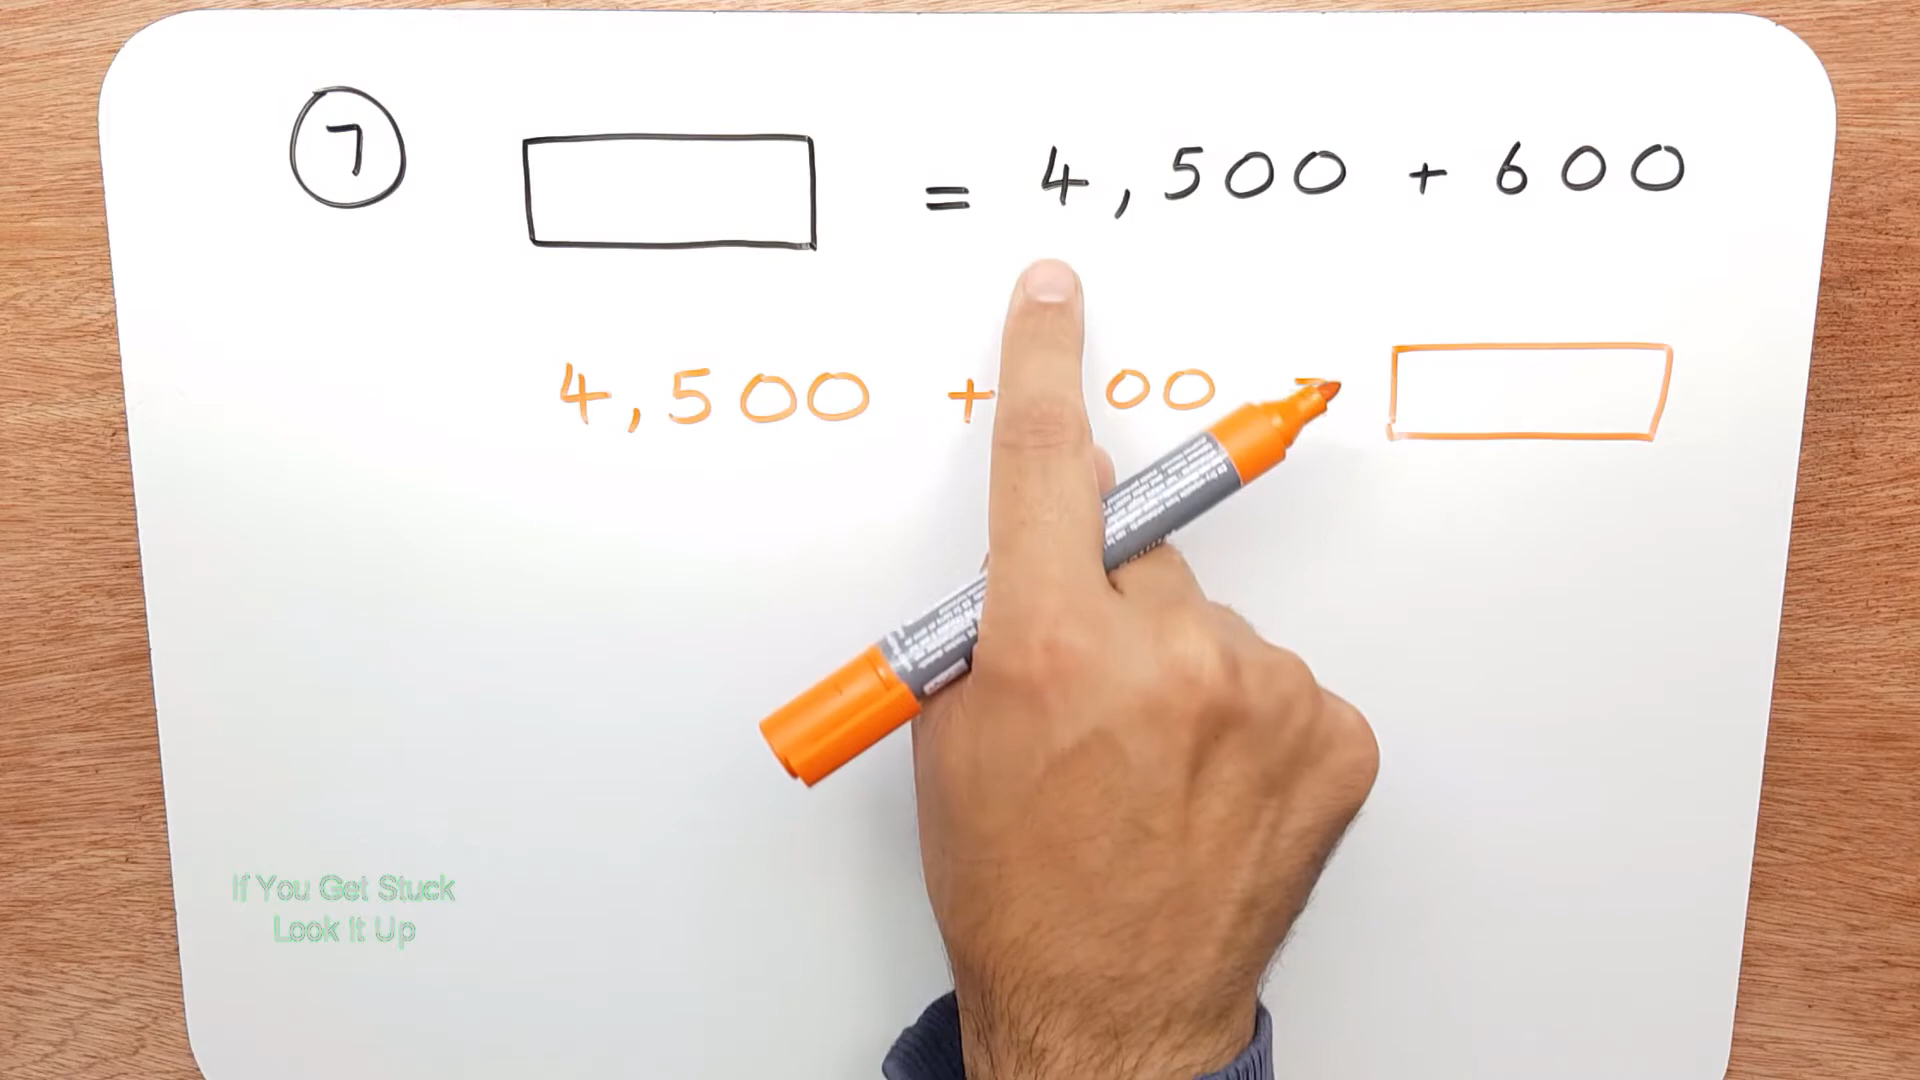 7 = 4,500 + 600
4,500 + 00
If You Get Stuck
Look It Up